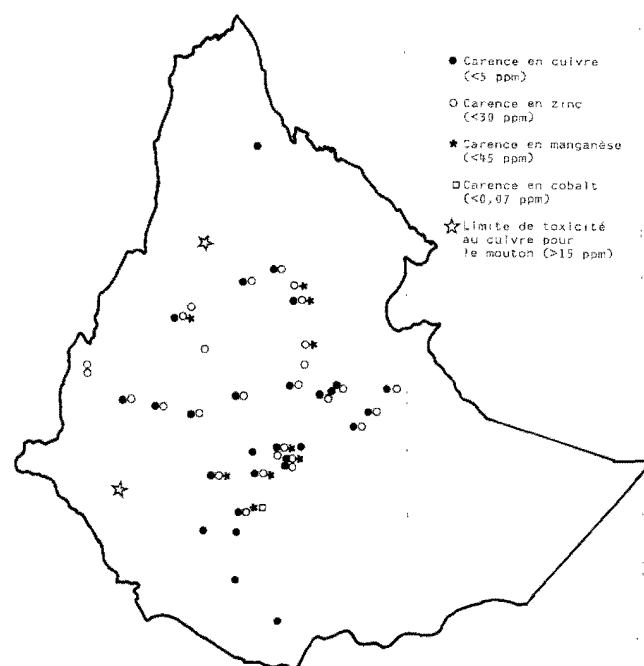 Carence en cuivre
(<5 ppm)
Carence en zinc
(<30 ppm)
Carence en manganèse
(<45 ppm)
Carence en cobalt
(<0,07 ppm)
Limite de toxicité
au cuivre pour
le mouton (>15 ppm)